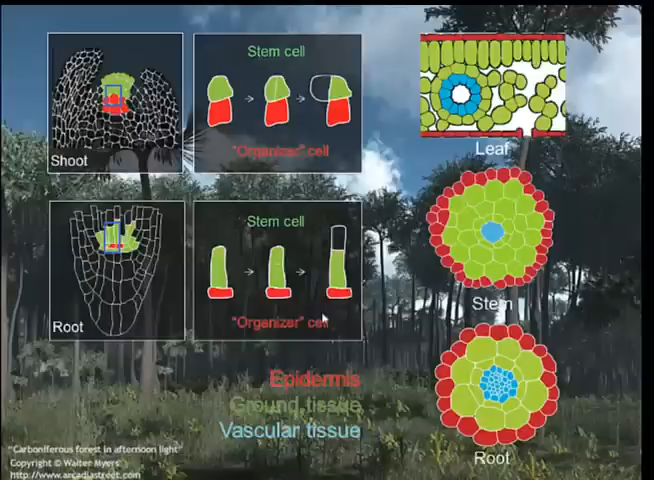 Stem cell
"Organizer" cell
Shoot
Leaf
Stem cell
"Organizer" cell
Root
Stem
Epidermis
Ground tissue
Vascular tissue
Root
"Carboniferous forest in afternoon light"
Copyright © Walter Myers
http://www.arcadiastreet.com